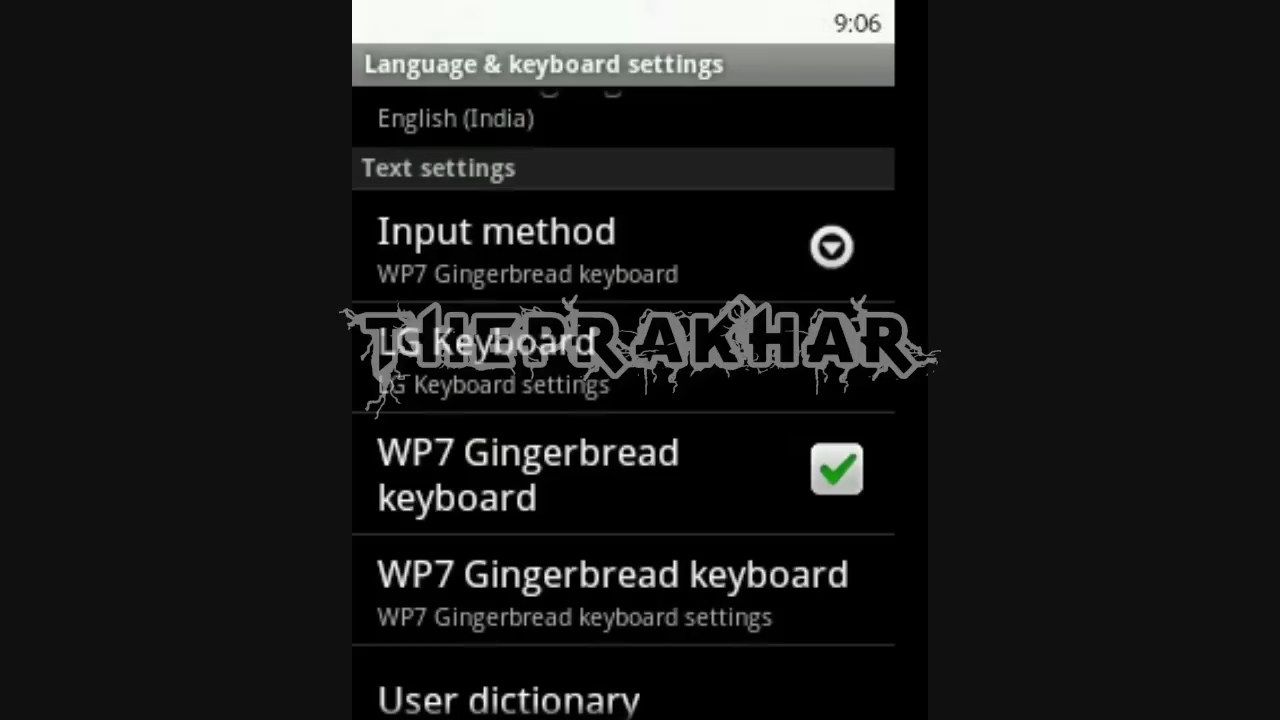 9:06
Language & keyboard settings
English (India)
Text settings
Input method
WP7 Gingerbread keyboard
THEPRAKHAR
LG Keyboard
LG Keyboard settings
WP7 Gingerbread
keyboard
WP7 Gingerbread keyboard
WP7 Gingerbread keyboard settings
User dictionary